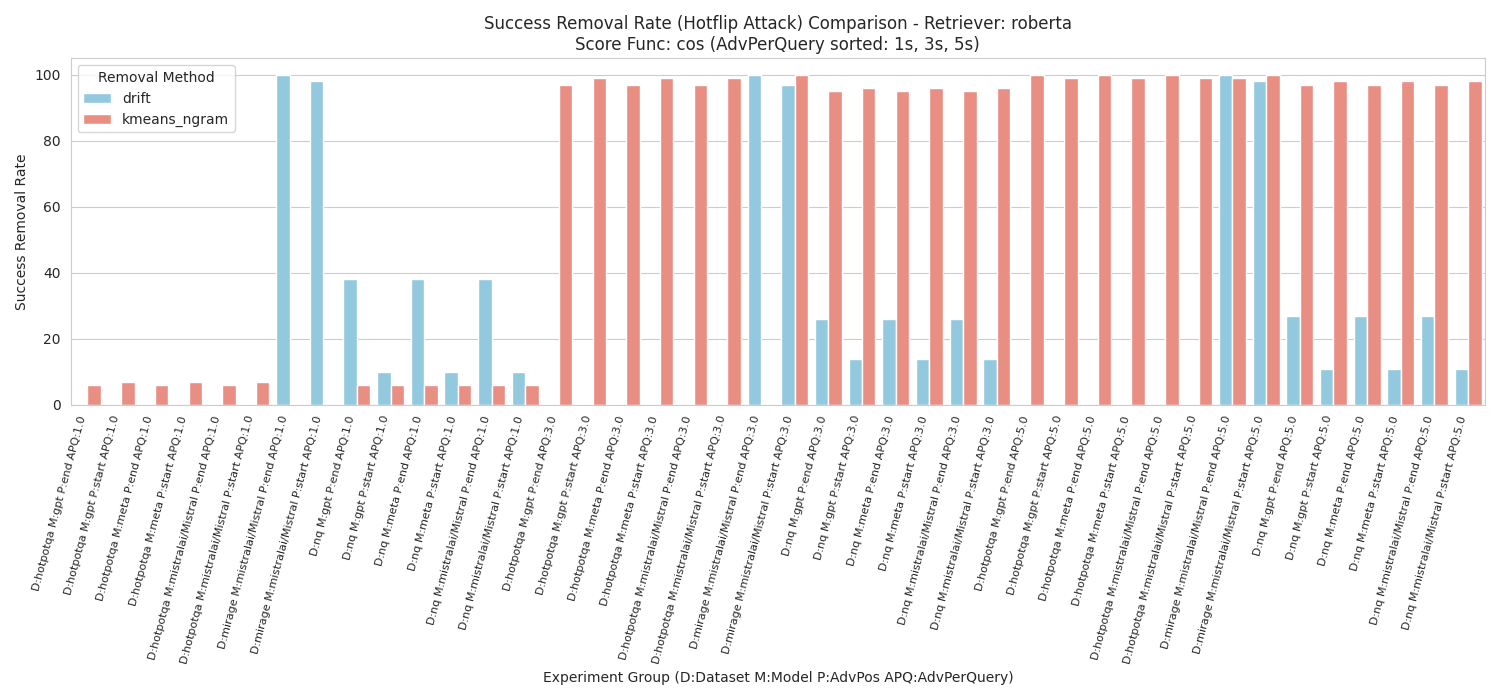 Success Removal Rate (Hotflip Attack) Comparison - Retriever: roberta
Score Func: cos (AdvPerQuery sorted: 1s, 3s, 5s)
Removal Method
drift
kmeans_ngram
Success Removal Rate
100
80
60
40
20
0
D:hotpotqa M:gpt P:end APQ:1.0
D:hotpotqa M:gpt P:start APQ:1.0
D:hotpotqa M:meta P:end APQ:1.0
D:hotpotqa M:meta P:start APQ:1.0
D:hotpotqa M:mistralai/Mistral P:end APQ:1.0
D:hotpotqa M:mistralai/Mistral P:start APQ:1.0
D:mirage M:mistralai/Mistral P:end APQ:1.0
D:mirage M:mistralai/Mistral P:start APQ:1.0
D:nq M:gpt P:end APQ:1.0
D:nq M:gpt P:start APQ:1.0
D:nq M:meta P:end APQ:1.0
D:nq M:meta P:start APQ:1.0
D:nq M:mistralai/Mistral P:end APQ:1.0
D:nq M:mistralai/Mistral P:start APQ:1.0
D:hotpotqa M:gpt P:end APQ:3.0
D:hotpotqa M:gpt P:start APQ:3.0
D:hotpotqa M:meta P:end APQ:3.0
D:hotpotqa M:meta P:start APQ:3.0
D:hotpotqa M:mistralai/Mistral P:end APQ:3.0
D:hotpotqa M:mistralai/Mistral P:start APQ:3.0
D:mirage M:mistralai/Mistral P:end APQ:3.0
D:mirage M:mistralai/Mistral P:start APQ:3.0
D:nq M:gpt P:end APQ:3.0
D:nq M:gpt P:start APQ:3.0
D:nq M:meta P:end APQ:3.0
D:nq M:meta P:start APQ:3.0
D:nq M:mistralai/Mistral P:end APQ:3.0
D:nq M:mistralai/Mistral P:start APQ:3.0
D:hotpotqa M:gpt P:end APQ:5.0
D:hotpotqa M:gpt P:start APQ:5.0
D:hotpotqa M:meta P:end APQ:5.0
D:hotpotqa M:meta P:start APQ:5.0
D:hotpotqa M:mistralai/Mistral P:end APQ:5.0
D:hotpotqa M:mistralai/Mistral P:start APQ:5.0
D:mirage M:mistralai/Mistral P:end APQ:5.0
D:mirage M:mistralai/Mistral P:start APQ:5.0
D:nq M:gpt P:end APQ:5.0
D:nq M:gpt P:start APQ:5.0
D:nq M:meta P:end APQ:5.0
D:nq M:meta P:start APQ:5.0
D:nq M:mistralai/Mistral P:end APQ:5.0
D:nq M:mistralai/Mistral P:start APQ:5.0
Experiment Group (D:Dataset M:Model P:AdvPos APQ:AdvPerQuery)